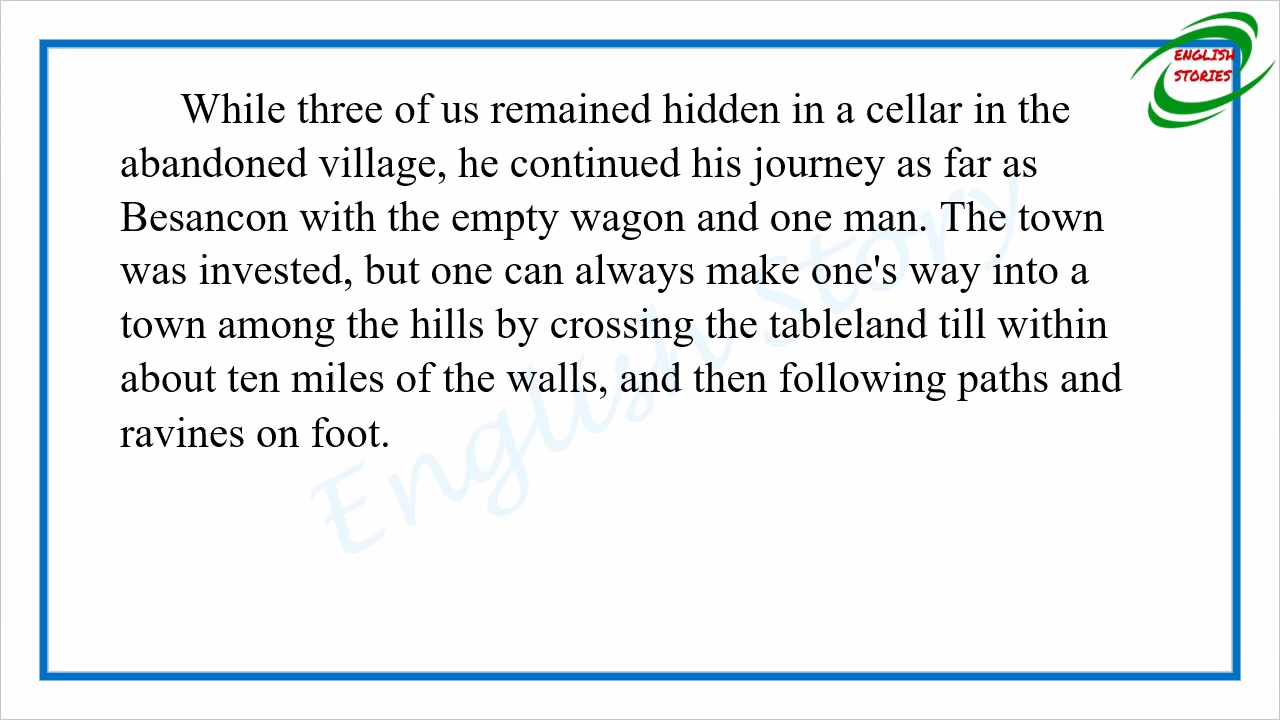 ENGLISH
STORIES
While three of us remained hidden in a cellar in the
abandoned village, he continued his journey as far as
Besancon with the empty wagon and one man. The town
was invested, but one can always make one's way into a
town among the hills by crossing the tableland till within
about ten miles of the walls, and then following paths and
ravines on foot.
English Story